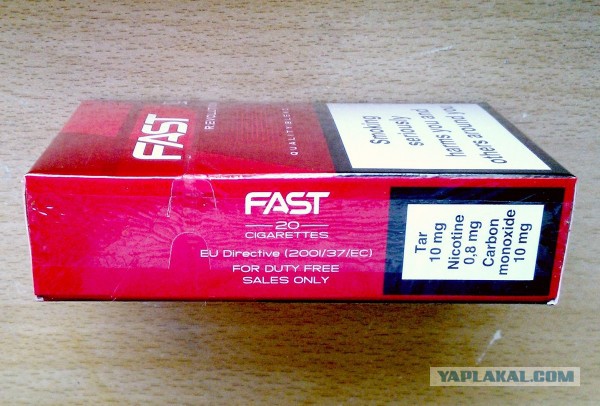 FAST
REVOLUTION
QUALITY BLEND
Smoking
seriously
harms you and
others around you
FAST
20
CIGARETTES
EU Directive (2001/37/EC)
FOR DUTY FREE
SALES ONLY
Tar
10 mg
Nicotine
0,8 mg
Carbon
monoxide
10 mg
YAPLAKAL.COM